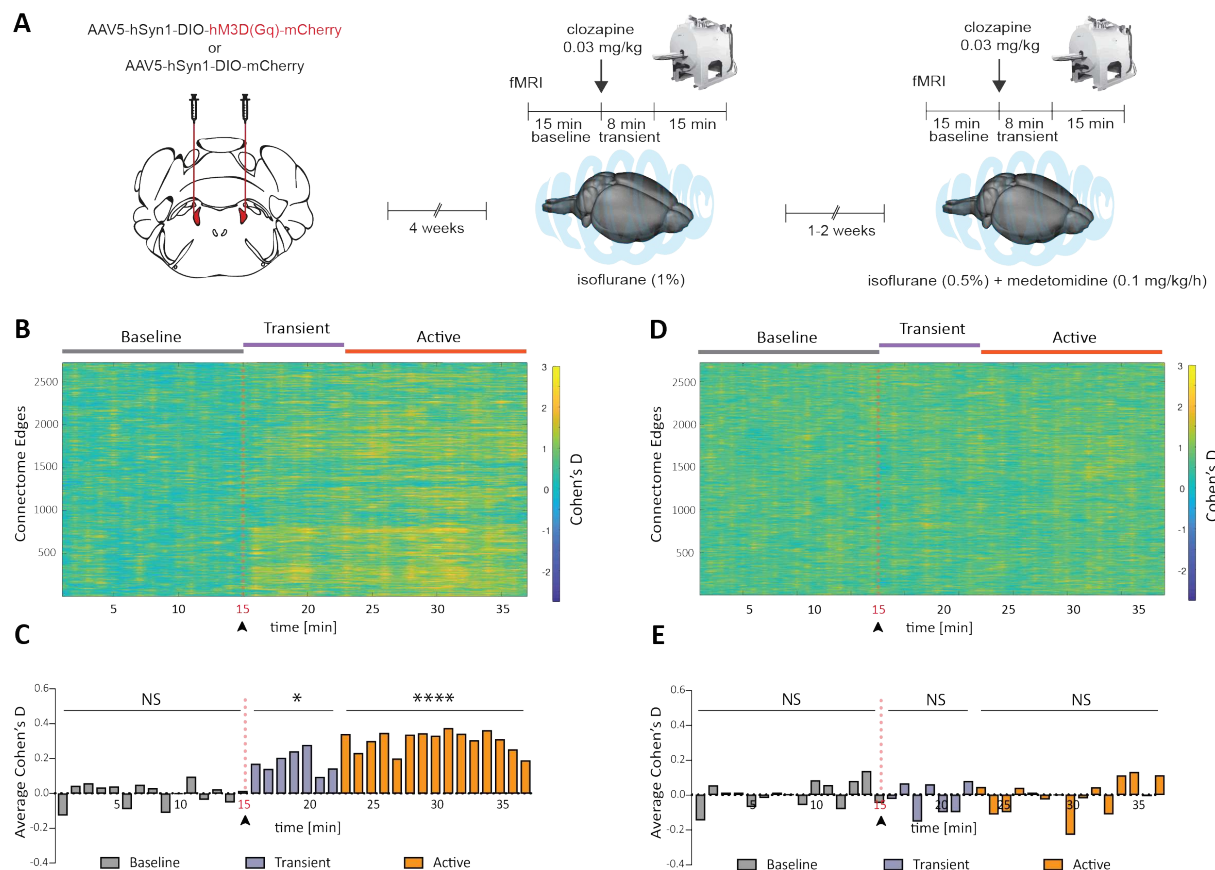 A
AAV5-hSyn1-DIO-hM3D(Gq)-mCherry
or
AAV5-hSyn1-DIO-mCherry
4 weeks
clozapine
0.03 mg/kg
fMRI
15 min
8 min
15 min
baseline
transient
isoflurane (1%)
1-2 weeks
clozapine
0.03 mg/kg
fMRI
15 min
8 min
15 min
baseline
transient
isoflurane (0.5%) + medetomidine (0.1 mg/kg/h)
B
Baseline
Transient
Active
Connectome Edges
2500
2000
1500
1000
500
5
10
15
20
25
30
35
time [min]
3
2
1
0
-1
-2
Cohen's D
D
Baseline
Transient
Active
Connectome Edges
2500
2000
1500
1000
500
5
10
15
20
25
30
35
time [min]
3
2
1
0
-1
-2
Cohen's D
C
Average Cohen's D
0.6
0.4
0.2
0.0
-0.2
-0.4
NS
*
****
5
10
15
20
25
30
35
time [min]
Baseline
Transient
Active
E
Average Cohen's D
0.6
0.4
0.2
0.0
-0.2
-0.4
NS
NS
NS
5
10
15
20
25
30
35
time [min]
Baseline
Transient
Active